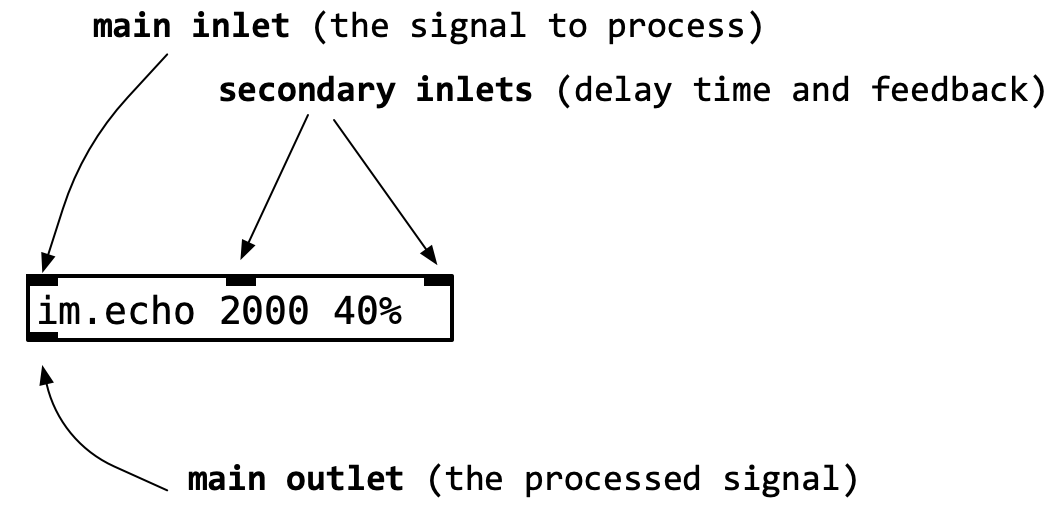 main inlet (the signal to process)
secondary inlets (delay time and feedback)
im.echo 2000 40%
main outlet (the processed signal)